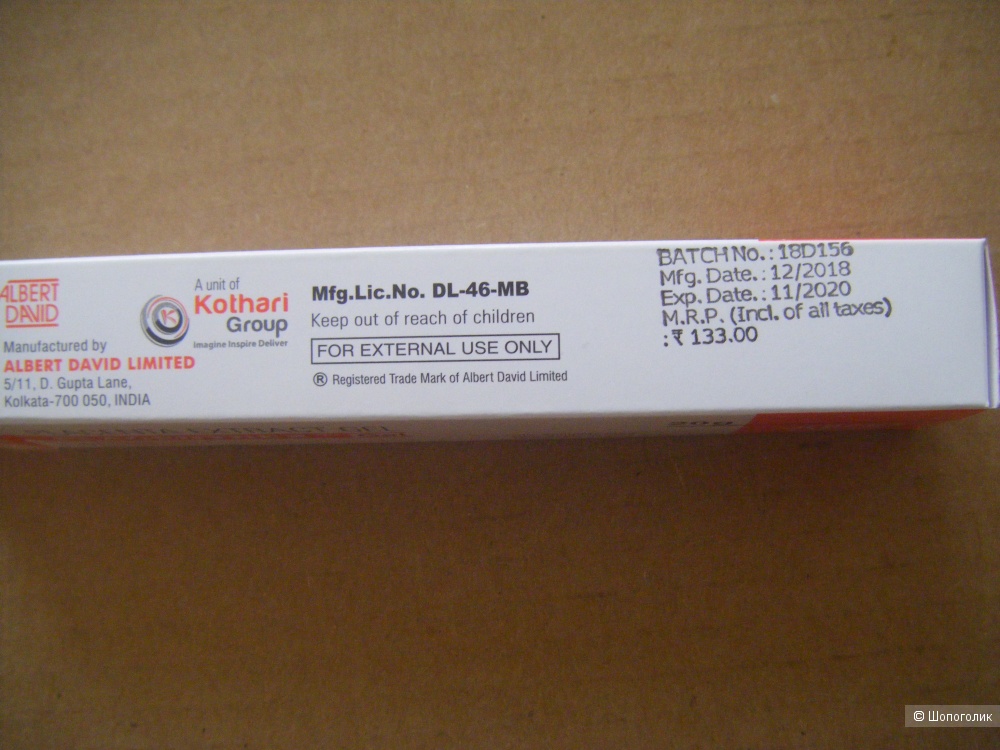 ALBERT
DAVID
Manufactured by
ALBERT DAVID LIMITED
5/11, D. Gupta Lane,
Kolkata-700 050, INDIA
A unit of
Kothari
Group
Imagine Inspire Deliver
Mfg.Lic.No. DL-46-MB
Keep out of reach of children
FOR EXTERNAL USE ONLY
® Registered Trade Mark of Albert David Limited
BATCH No. : 18D156
Mfg. Date. : 12/2018
Exp. Date. : 11/2020
M.R.P. (Incl. of all taxes)
: ₹ 133.00
EXTRACT
20g
© Шопоголик